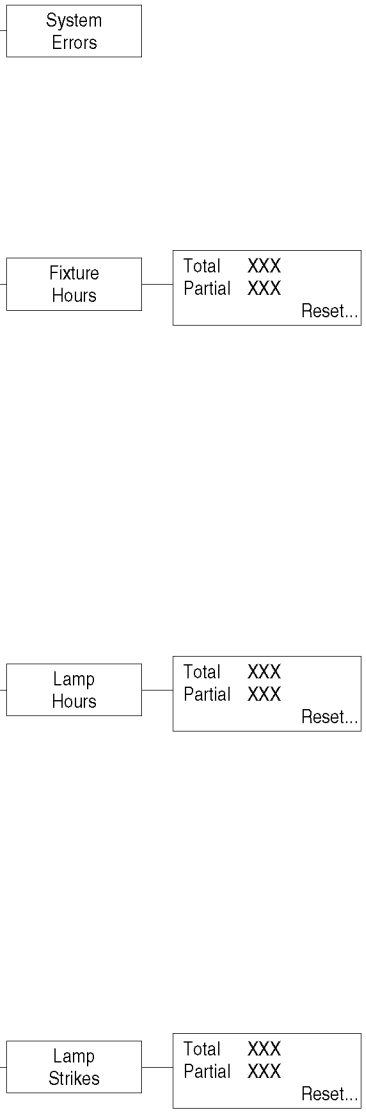 System
Errors
Fixture
Hours
Total XXX
Partial XXX
Reset...
Lamp
Hours
Total XXX
Partial XXX
Reset...
Lamp
Strikes
Total XXX
Partial XXX
Reset...